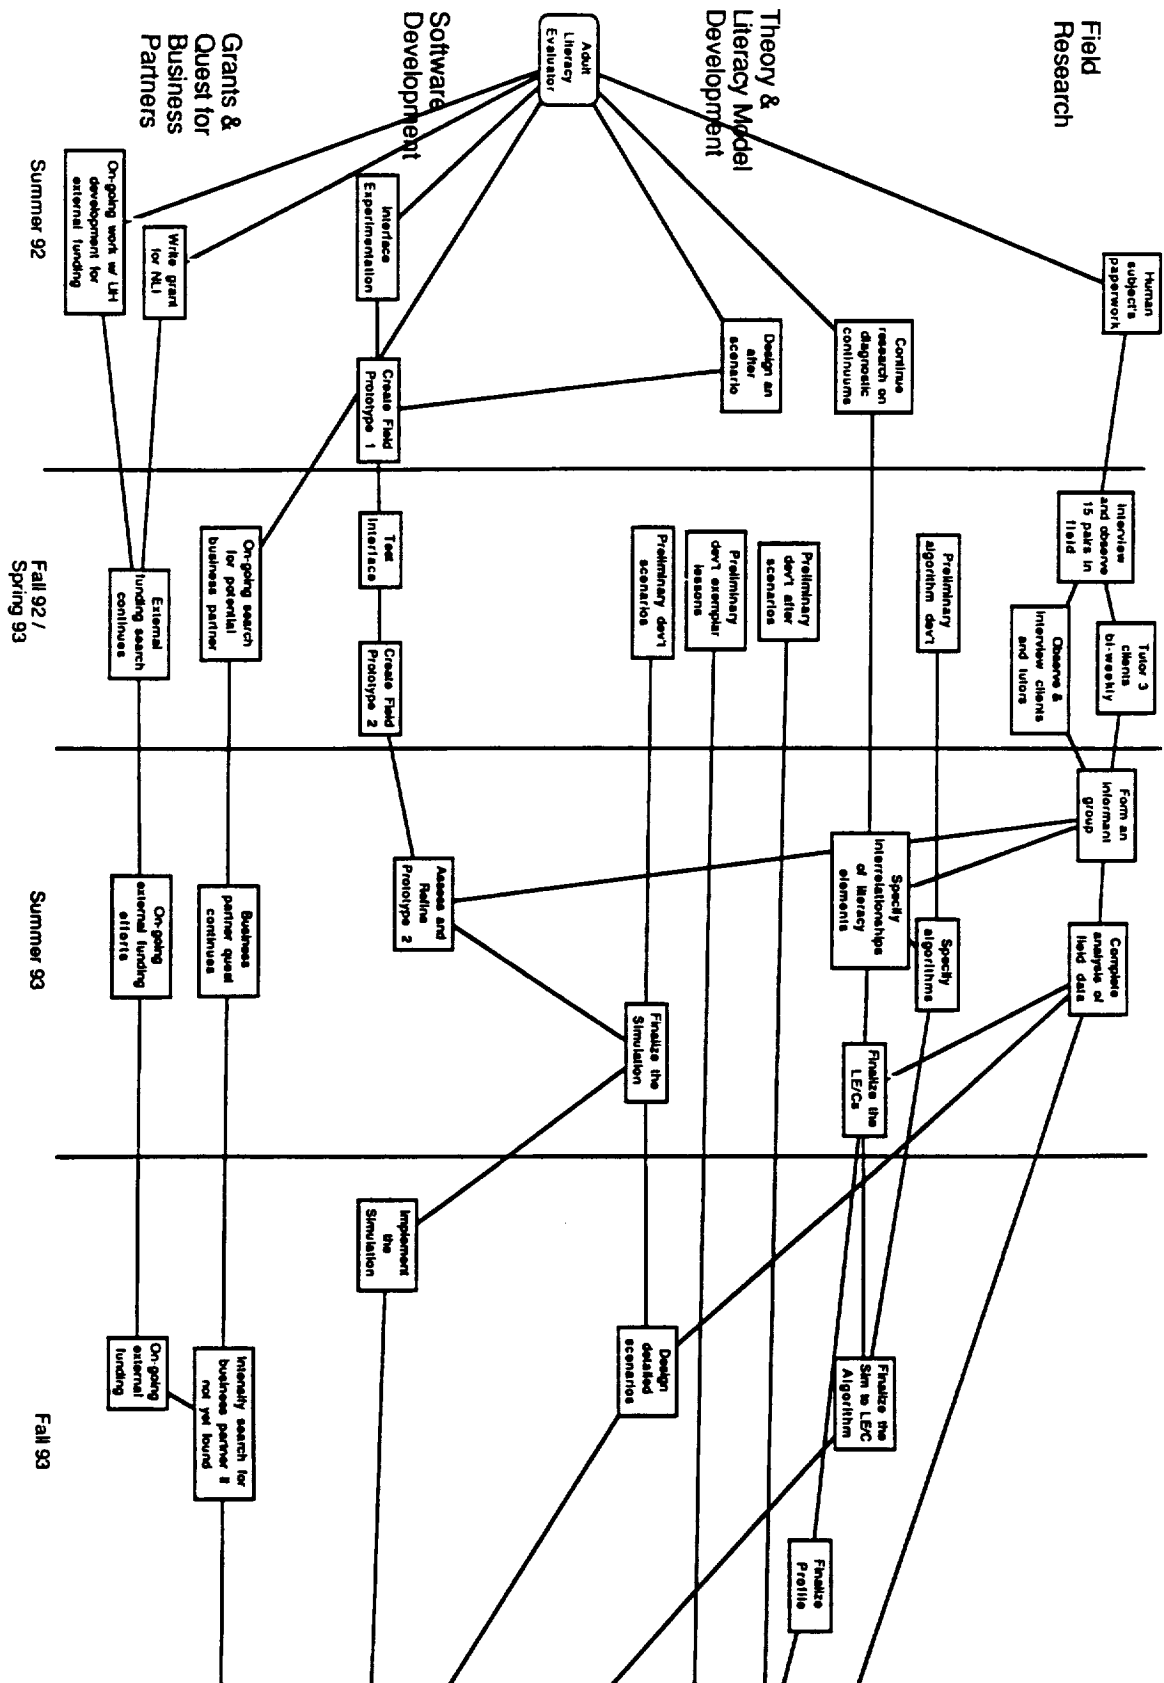 Field
Research
Theory &
Literacy Model
Development
Software
Development
Grants &
Quest for
Business
Partners
Adult
Literacy
Evaluator
Human
subject's
paperwork
Continue
research on
diagnostic
continuums
Design an
after
scenario
Interface
Experimentation
Create Field
Prototype 1
Write grant
for NLI
On-going work w/ UH
development for
external funding
Summer 92
Interview
and observe
15 pairs in
field
Tutor 3
clients
bi-weekly
Observe &
interview clients
and tutors
Preliminary
algorithm dev't
Preliminary
dev't after
scenarios
Preliminary
dev't exemplar
lessons
Preliminary dev't
scenarios
Test
Interface
Create Field
Prototype 2
On-going search
for potential
business partner
External
funding search
continues
Fall 92 /
Spring 93
Form an
informant
group
Complete
analysis of
field data
Specify
algorithms
Specify
interrelationships
of literacy
elements
Finalize the
LE/Cs
Finalize the
Simulation
Assess and
Refine
Prototype 2
Business
partner quest
continues
On-going
external funding
efforts
Summer 93
Finalize the
Sim to LE/C
Algorithm
Finalize
Profile
Design
detailed
scenarios
Implement
the
Simulation
Intensify search for
business partner if
not yet found
On-going
external
funding
Fall 93